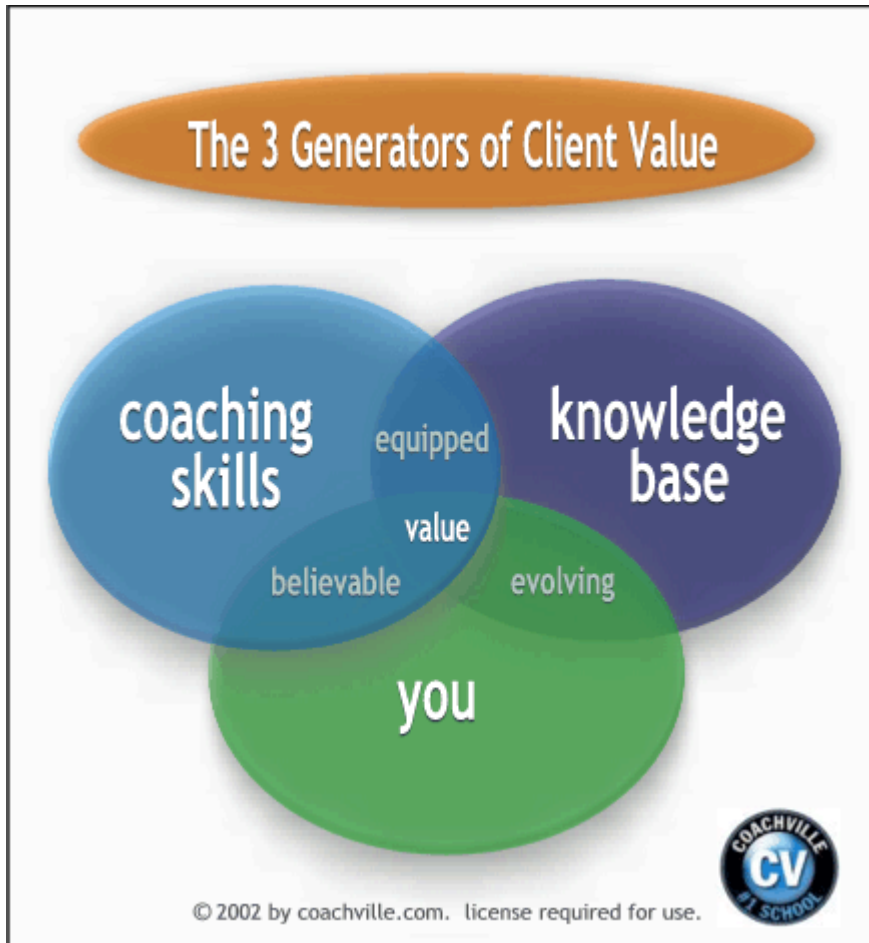 The 3 Generators of Client Value
coaching
skills
knowledge
base
equipped
value
believable
evolving
you
COACHVILLE
CV
#1 SCHOOL
© 2002 by coachville.com. license required for use.